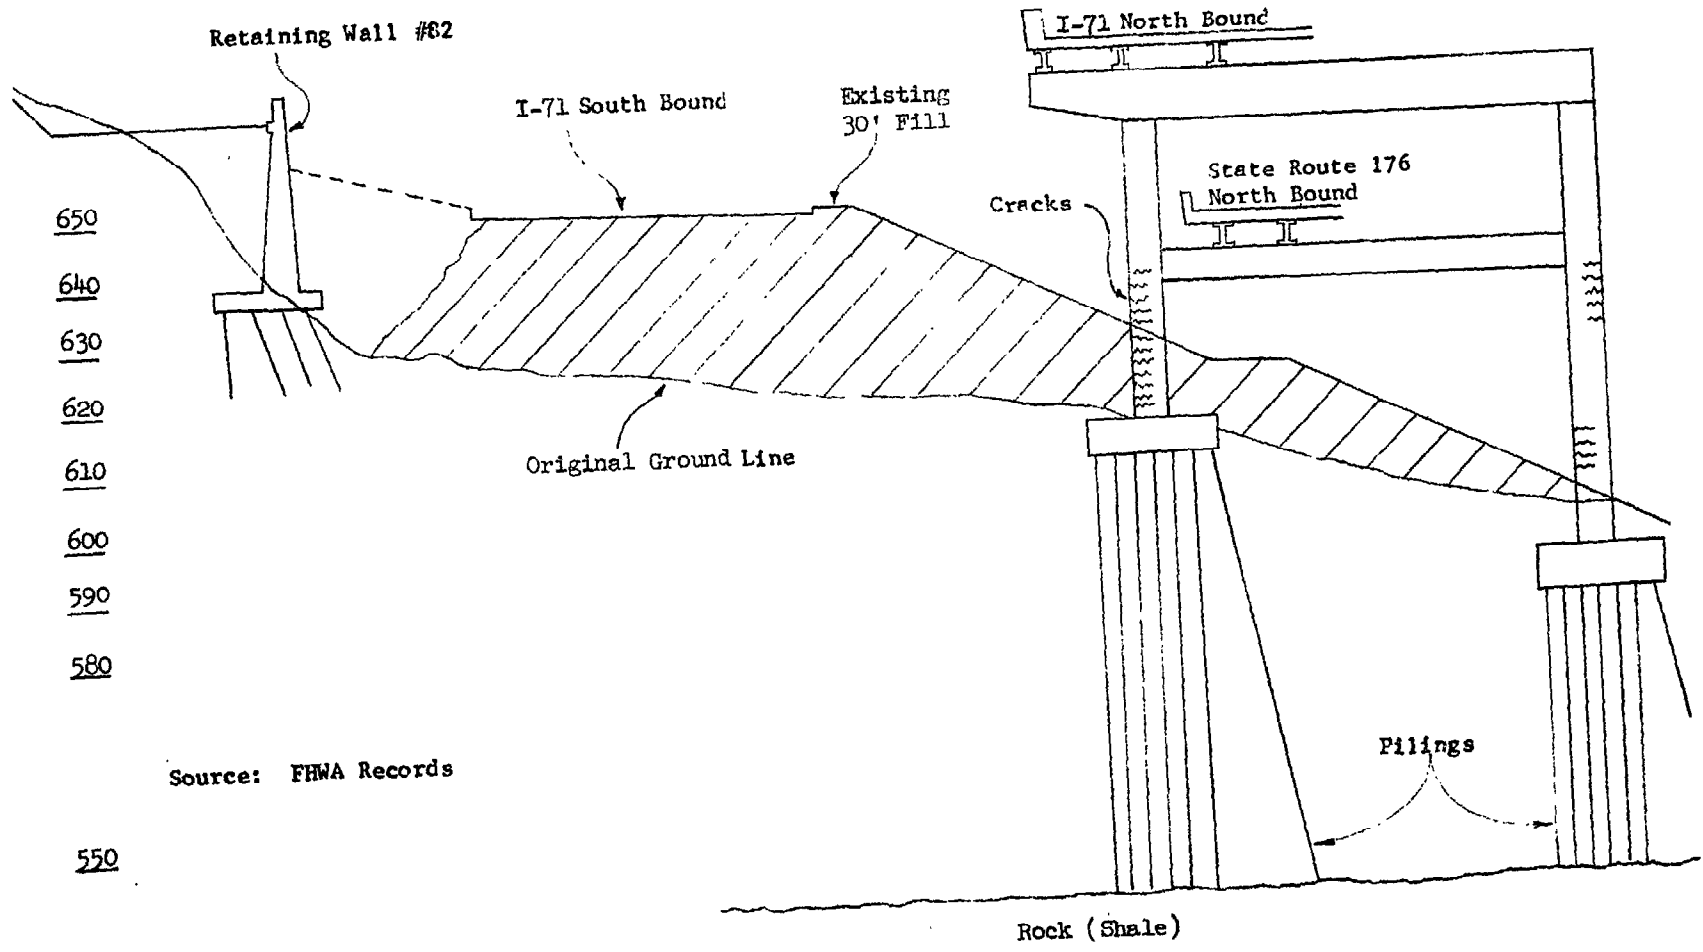 I-71 North Bound
Retaining Wall #82
I-71 South Bound
Existing
30' Fill
State Route 176
North Bound
Cracks
650
640
630
620
610
600
590
580
550
Original Ground Line
Pilings
Source: FHWA Records
Rock (Shale)